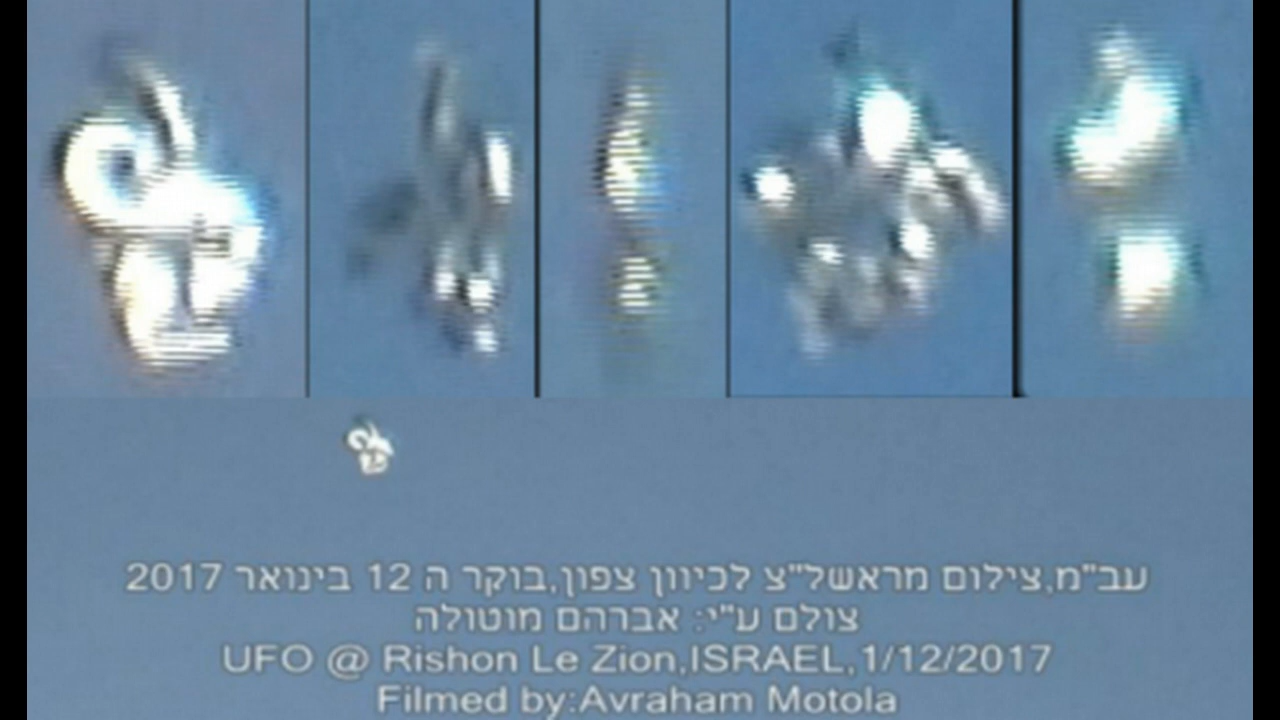 עב"מ,צילום מראשל"צ לכיוון צפון,בוקר ה 12 בינואר 2017
צולם ע"י: אברהם מוטולה
UFO @ Rishon Le Zion,ISRAEL,1/12/2017
Filmed by:Avraham Motola